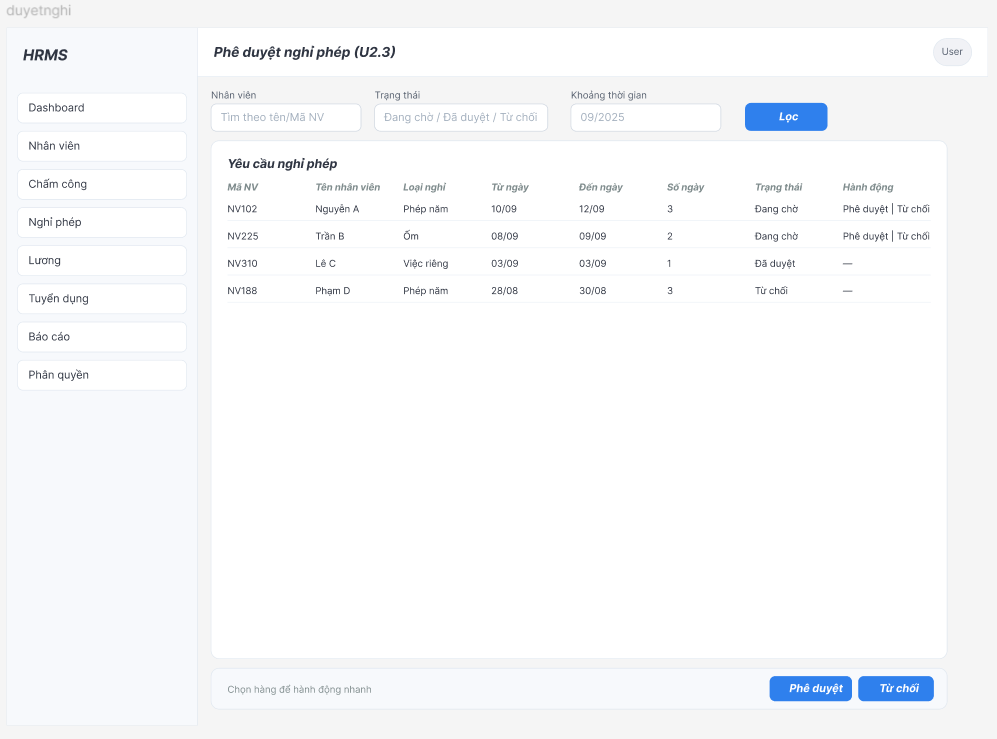 duyetnghi
HRMS
Dashboard
Nhân viên
Chấm công
Nghỉ phép
Lương
Tuyển dụng
Báo cáo
Phân quyền
Phê duyệt nghỉ phép (U2.3)
User
Nhân viên
Tìm theo tên/Mã NV
Trạng thái
Đang chờ / Đã duyệt / Từ chối
Khoảng thời gian
09/2025
Lọc
Yêu cầu nghỉ phép
Mã NV Tên nhân viên Loại nghỉ Từ ngày Đến ngày Số ngày Trạng thái Hành động
NV102 Nguyễn A Phép năm 10/09 12/09 3 Đang chờ Phê duyệt | Từ chối
NV225 Trần B Ốm 08/09 09/09 2 Đang chờ Phê duyệt | Từ chối
NV310 Lê C Việc riêng 03/09 03/09 1 Đã duyệt —
NV188 Phạm D Phép năm 28/08 30/08 3 Từ chối —
Chọn hàng để hành động nhanh
Phê duyệt
Từ chối